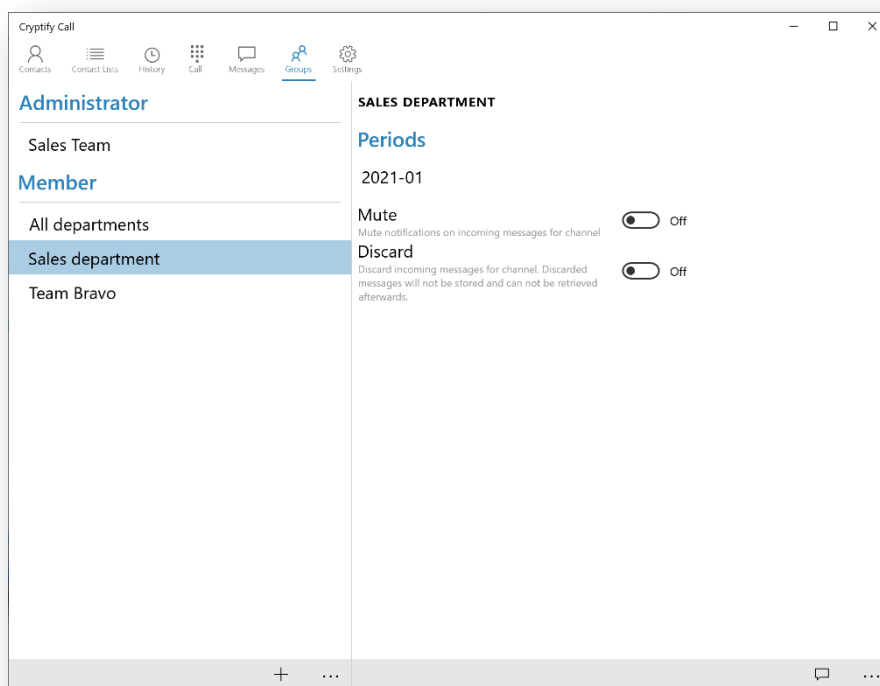 Cryptify Call
Contacts Contact Lists History Call Messages Groups Settings
Administrator
Sales Team
Member
All departments
Sales department
Team Bravo
SALES DEPARTMENT
Periods
2021-01
Mute
Mute notifications on incoming messages for channel
Off
Discard
Discard incoming messages for channel. Discarded
messages will not be stored and can not be retrieved
afterwards.
Off